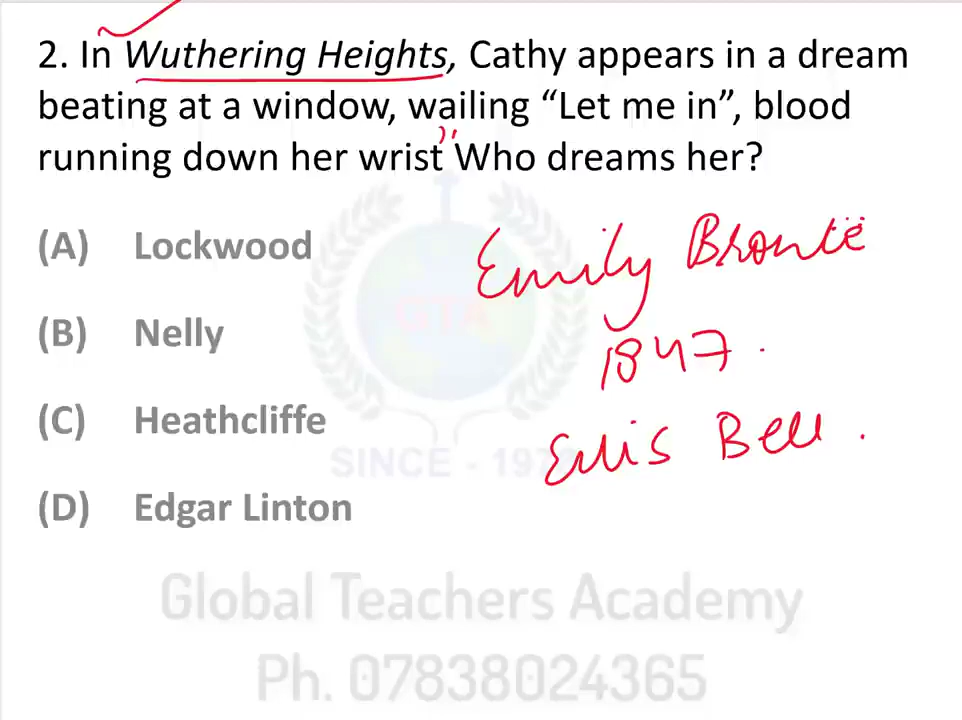 2. In Wuthering Heights, Cathy appears in a dream
beating at a window, wailing “Let me in”, blood
running down her wrist Who dreams her?
(A) Lockwood
(B) Nelly
(C) Heathcliffe
(D) Edgar Linton
Emily Brontë
1847.
Ellis Bell.
GTA
SINCE - 197
Global Teachers Academy
Ph. 07838024365